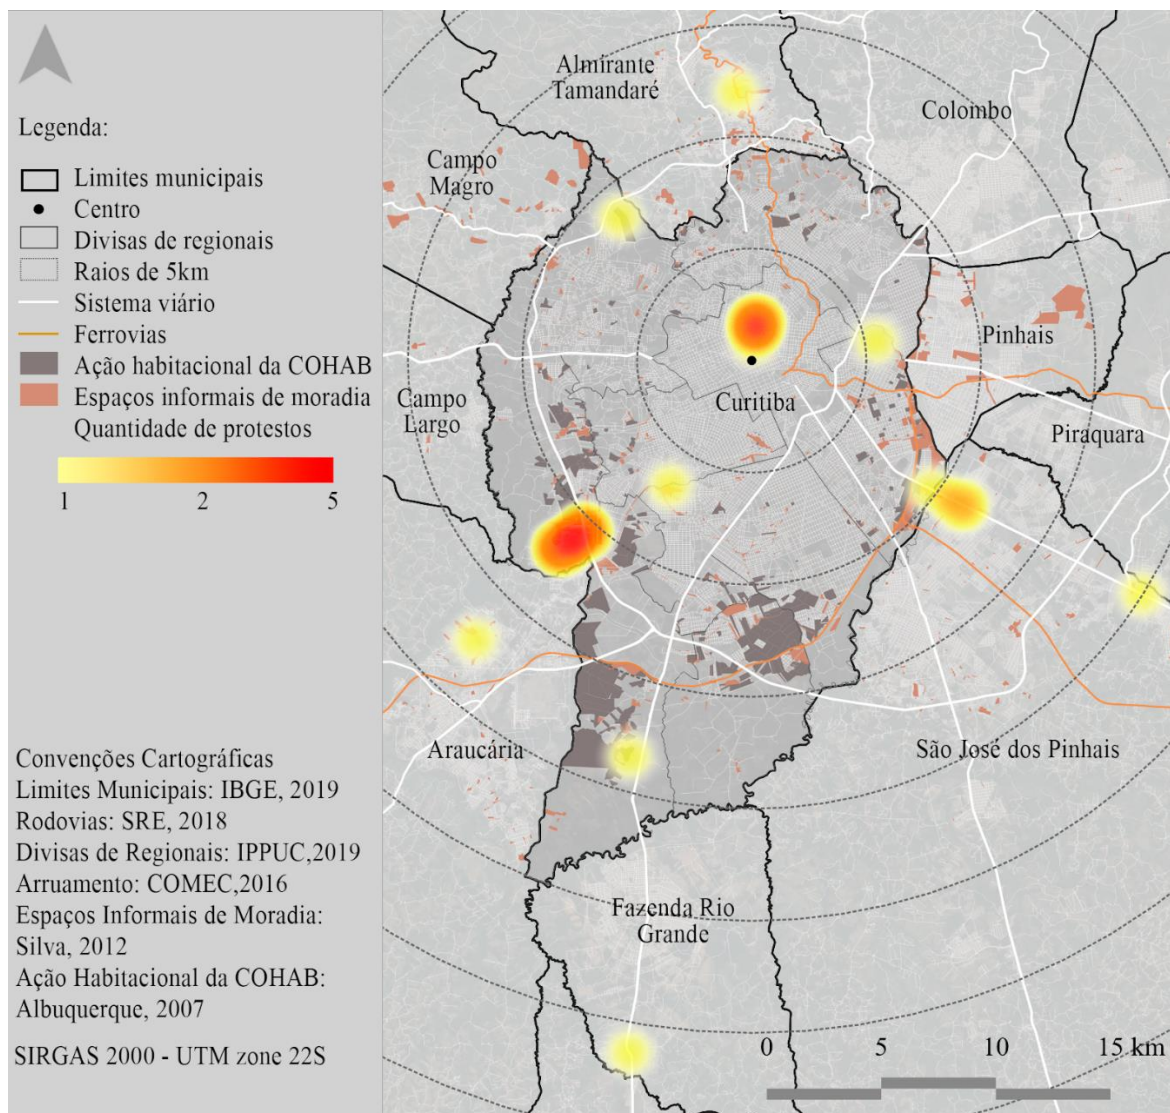 Legenda:
Limites municipais
Centro
Divisas de regionais
Raios de 5km
Sistema viário
Ferrovias
Ação habitacional da COHAB
Espaços informais de moradia
Quantidade de protestos
1 2 5
Convenções Cartográficas
Limites Municipais: IBGE, 2019
Rodovias: SRE, 2018
Divisas de Regionais: IPPUC,2019
Arruamento: COMEC,2016
Espaços Informais de Moradia:
Silva, 2012
Ação Habitacional da COHAB:
Albuquerque, 2007
SIRGAS 2000 - UTM zone 22S
Almirante
Tamandaré
Colombo
Campo
Magro
Pinhais
Campo
Largo
Curitiba
Piraquara
Araucária
São José dos Pinhais
Fazenda Rio
Grande
0 5 10 15 km